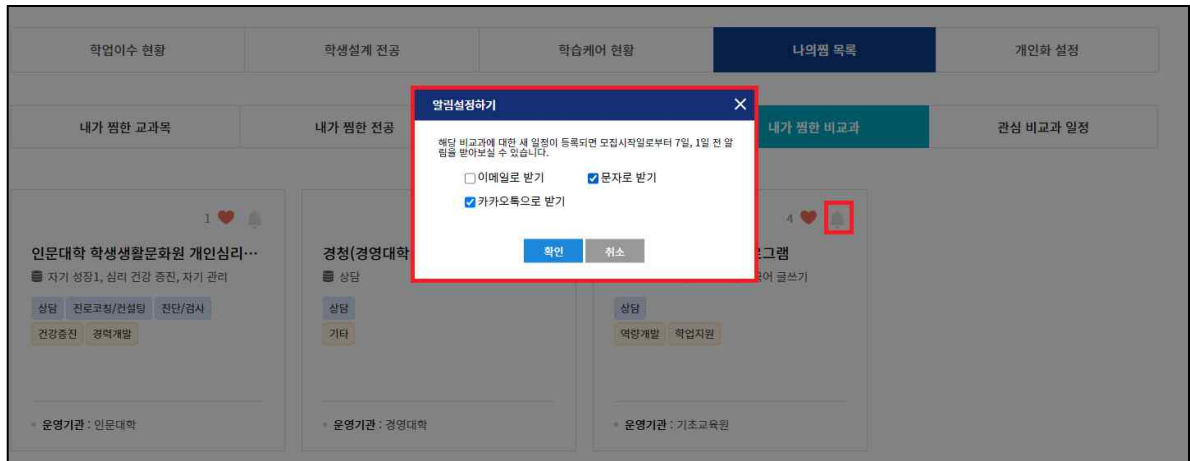 학업이수 현황
학생설계 전공
학습케어 현황
나의찜 목록
개인화 설정
내가 찜한 교과목
내가 찜한 전공
내가 찜한 비교과
관심 비교과 일정
알림설정하기
해당 비교과에 대한 새 일정이 등록되면 모집시작일로부터 7일, 1일 전 알
림을 받아보실 수 있습니다.
이메일로 받기
문자로 받기
카카오톡으로 받기
확인
취소
1
인문대학 학생생활문화원 개인심리…
자기 성장1, 심리 건강 증진, 자기 관리
상담 진로코칭/컨설팅 진단/검사
건강증진 경력개발
운영기관 : 인문대학
경청(경영대학
상담
상담
기타
운영기관 : 경영대학
4
그램
글쓰기
상담
역량개발 학업지원
운영기관 : 기초교육원